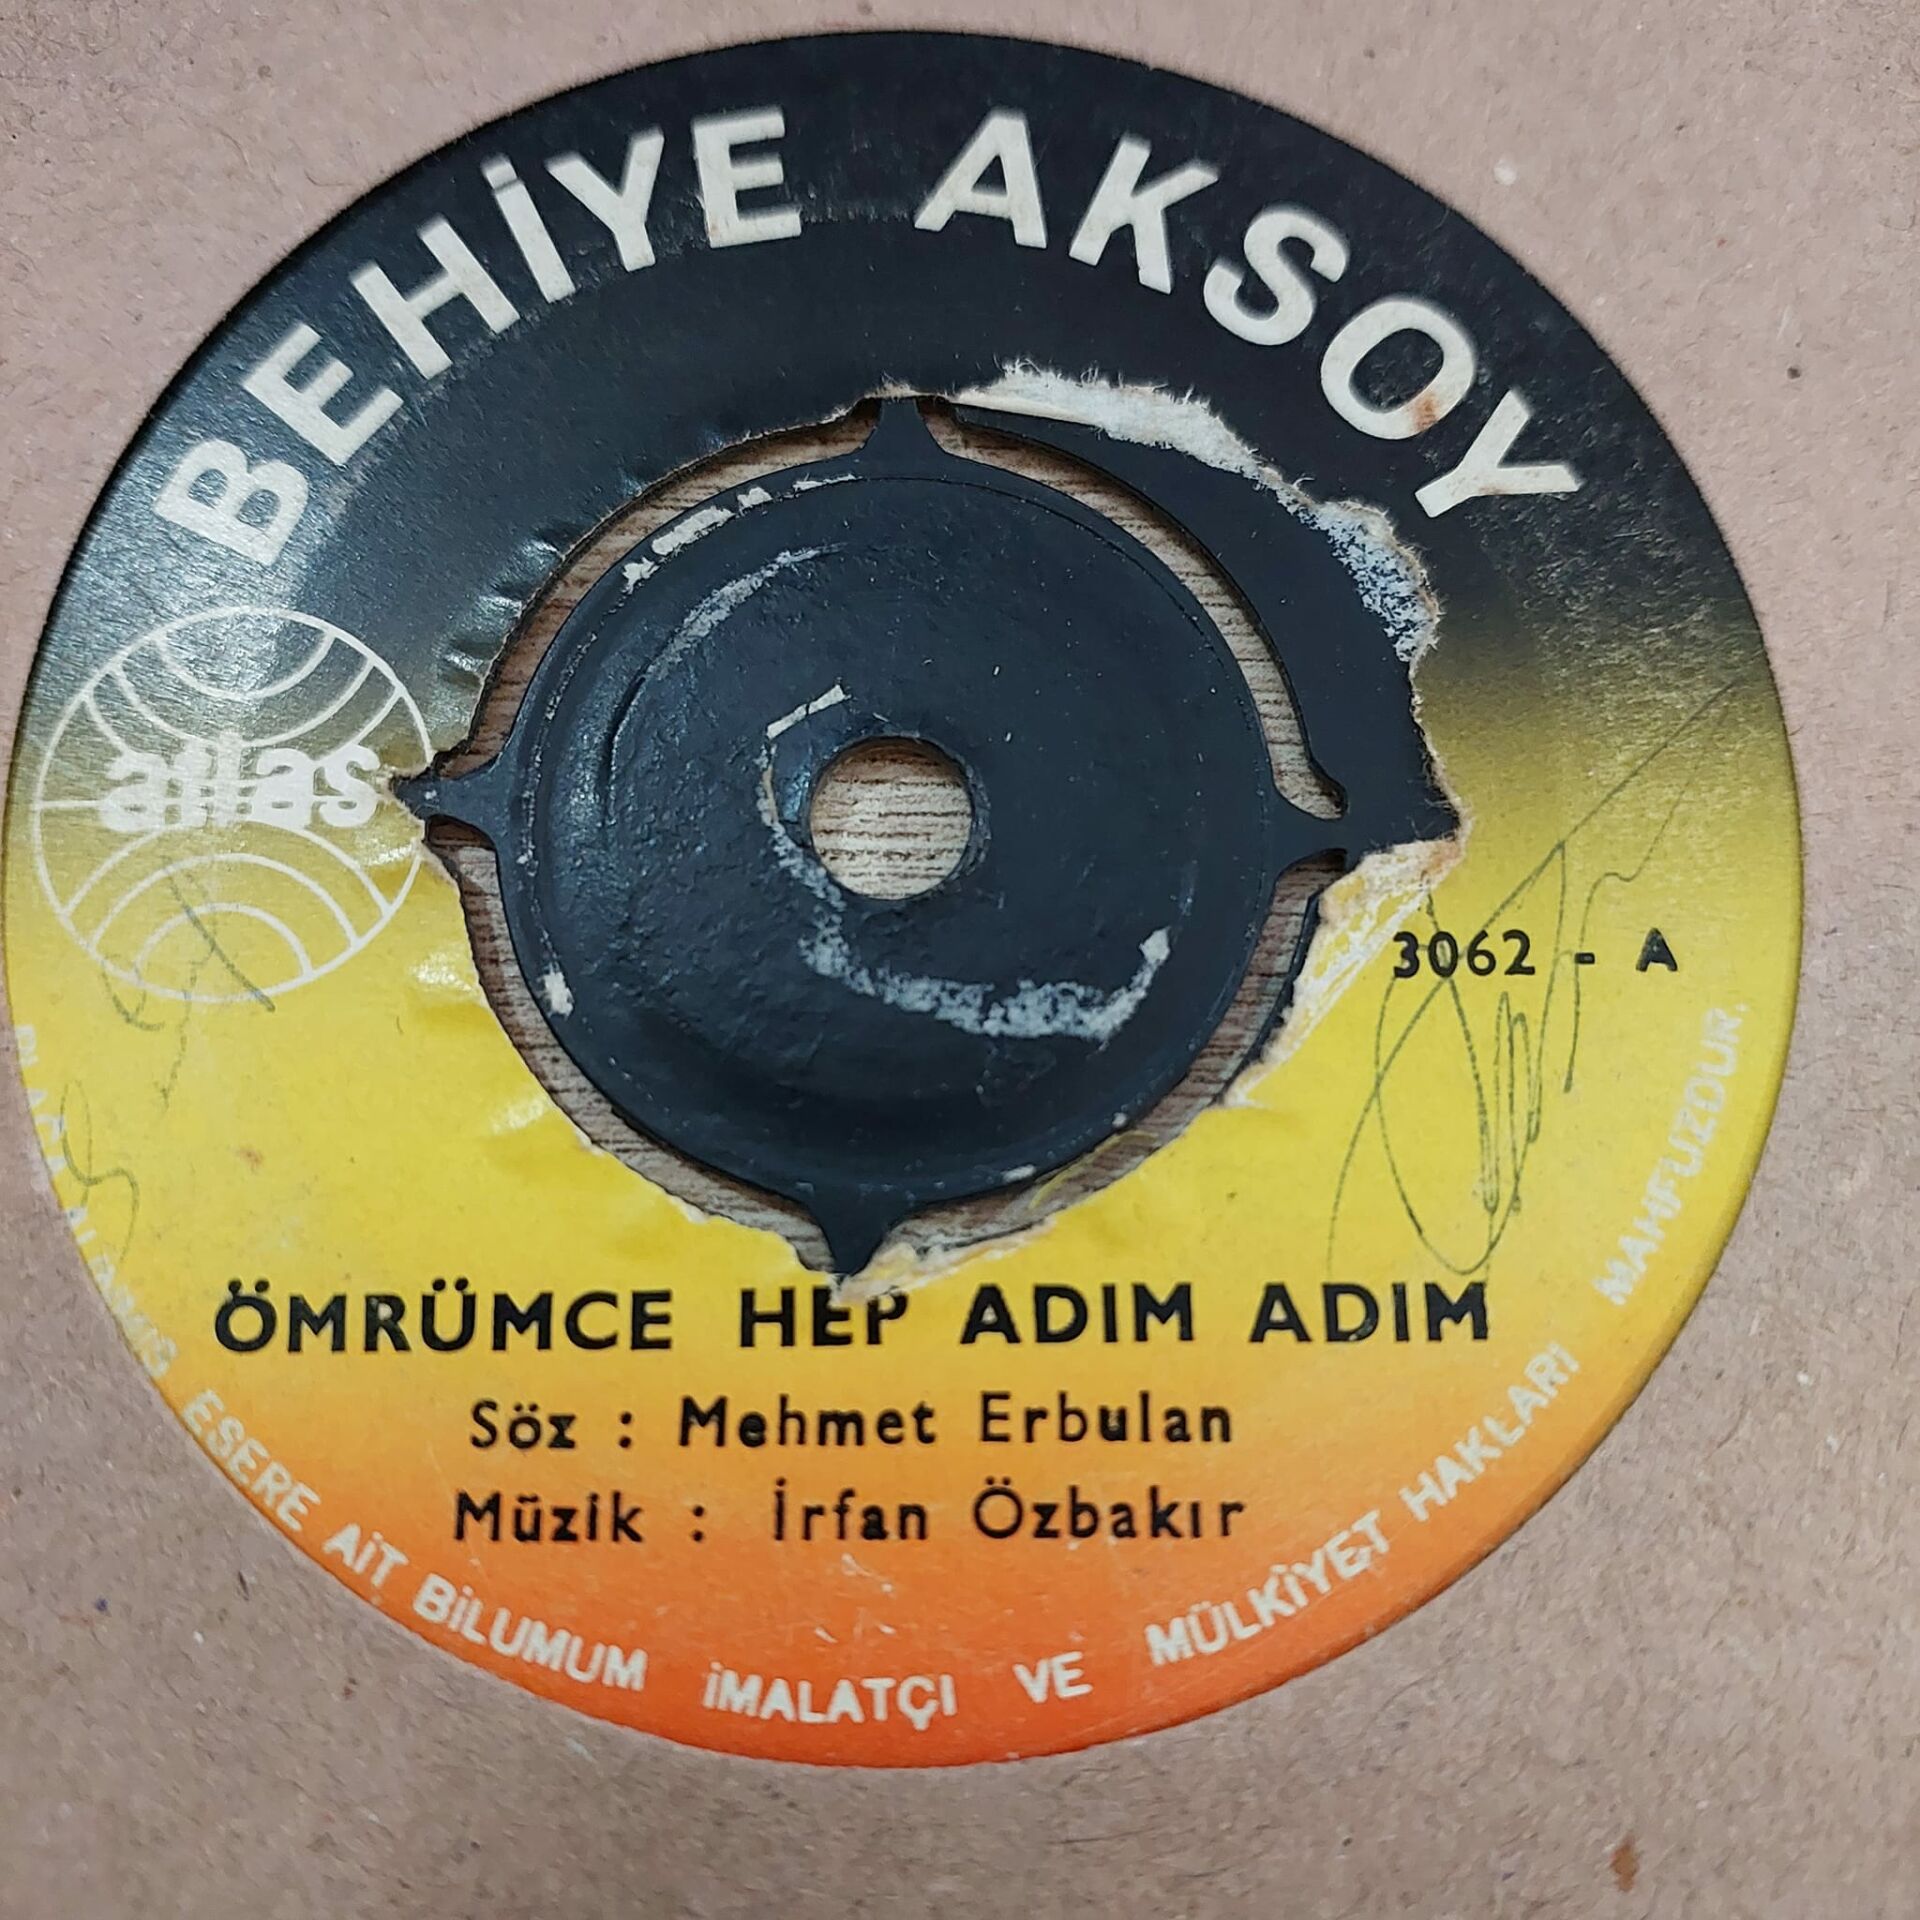 BEHİYE AKSOY
atlas
3062 - A
ÖMRÜMCE HEP ADIM ADIM
Söz : Mehmet Erbulan
Müzik : İrfan Özbakır
ESERE AİT BİLUMUM İMALATÇI VE MÜLKİYET HAKLARI MAHFUZDUR.